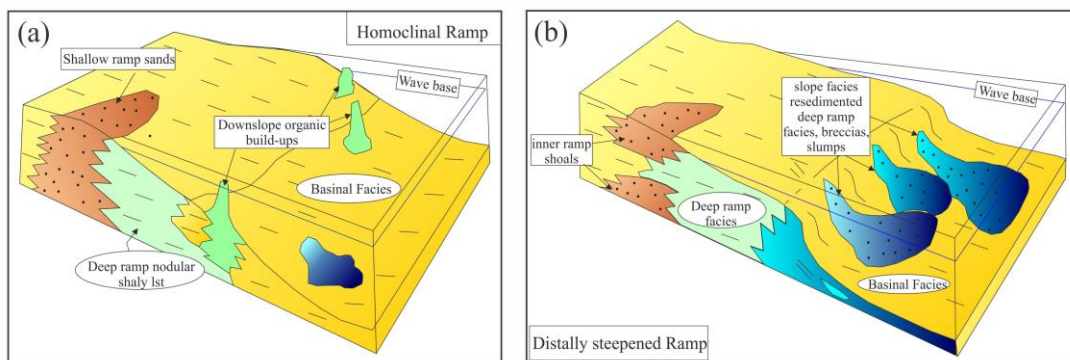 (a)
Homoclinal Ramp
Shallow ramp sands
Wave base
Downslope organic
build-ups
Basinal Facies
Deep ramp nodular
shaly lst
(b)
slope facies
resedimented
deep ramp
facies, breccias,
slumps
Wave base
inner ramp
shoals
Deep ramp
facies
Basinal Facies
Distally steepened Ramp